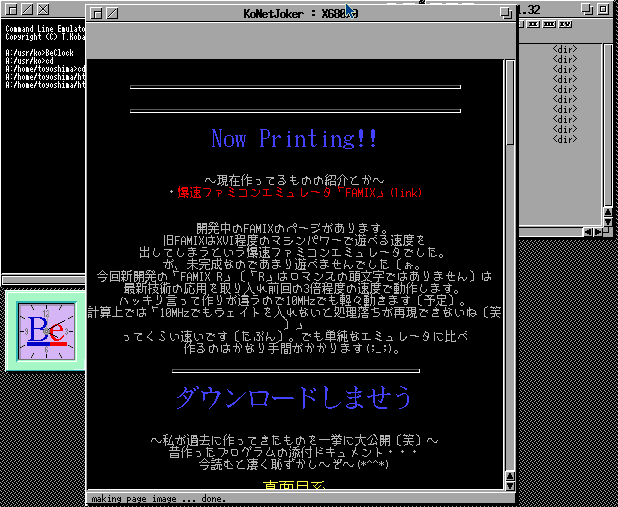 KoNetJoker : X680
1.32
Command Line Emulato
Copyright (C) T.Koba
A:/usr/ko>BeClock
A:/usr/ko>cd
A:/home/toyoshima>cd
A:/home/toyoshima/ht
A:/home/toyoshima/ht
<dir>
<dir>
<dir>
<dir>
<dir>
<dir>
<dir>
<dir>
<dir>
Now Printing!!
～現在作ってるものの紹介とか～
・爆速ファミコンエミュレータ「FAMIX」(link)
開発中のFAMIXのページがあります。
旧FAMIXはXVI程度のマシンパワーで遊べる速度を
出してしまうという爆速ファミコンエミュレータでした。
が、未完成なのであまり遊べませんでした（ぁ。
今回新開発の「FAMIX R」（「R」はロマンスの頭文字ではありません）は
最新技術の応用を取り入れ前回の3倍程度の速度で動作します。
ハッキリ言って作りが違うので10MHzでも軽々動きます［予定］。
計算上では「10MHzでもウェイトを入れないと処理落ちが再現できないね（笑
）」
ってくらい速いです［たぶん］。でも単純なエミュレータに比べ
作るのはかなり手間がかかります(;_;)。
ダウンロードしませう
～私が過去に作ってきたものを一挙に大公開（笑）～
昔作ったプログラムの添付ドキュメント・・・
今読むと凄く恥ずかし～ぞ～(*^^*)
真面目系
Be
making page image ... done.